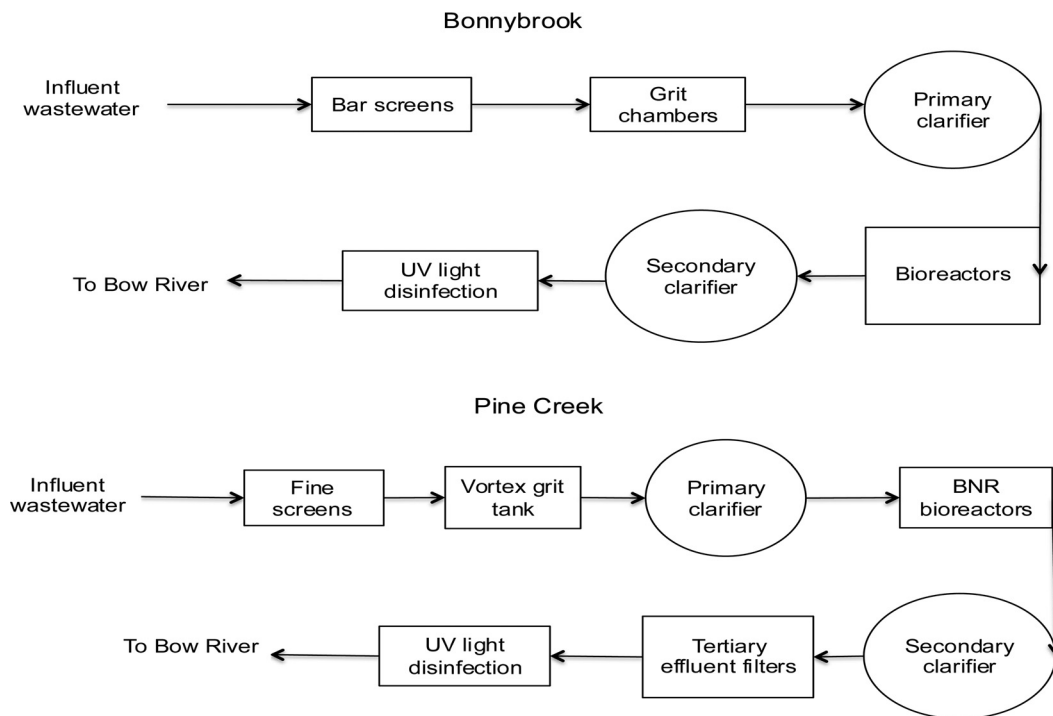 Bonnybrook
Influent
wastewater
Bar screens
Grit
chambers
Primary
clarifier
Bioreactors
Secondary
clarifier
UV light
disinfection
To Bow River
Pine Creek
Influent
wastewater
Fine
screens
Vortex grit
tank
Primary
clarifier
BNR
bioreactors
Secondary
clarifier
Tertiary
effluent filters
UV light
disinfection
To Bow River